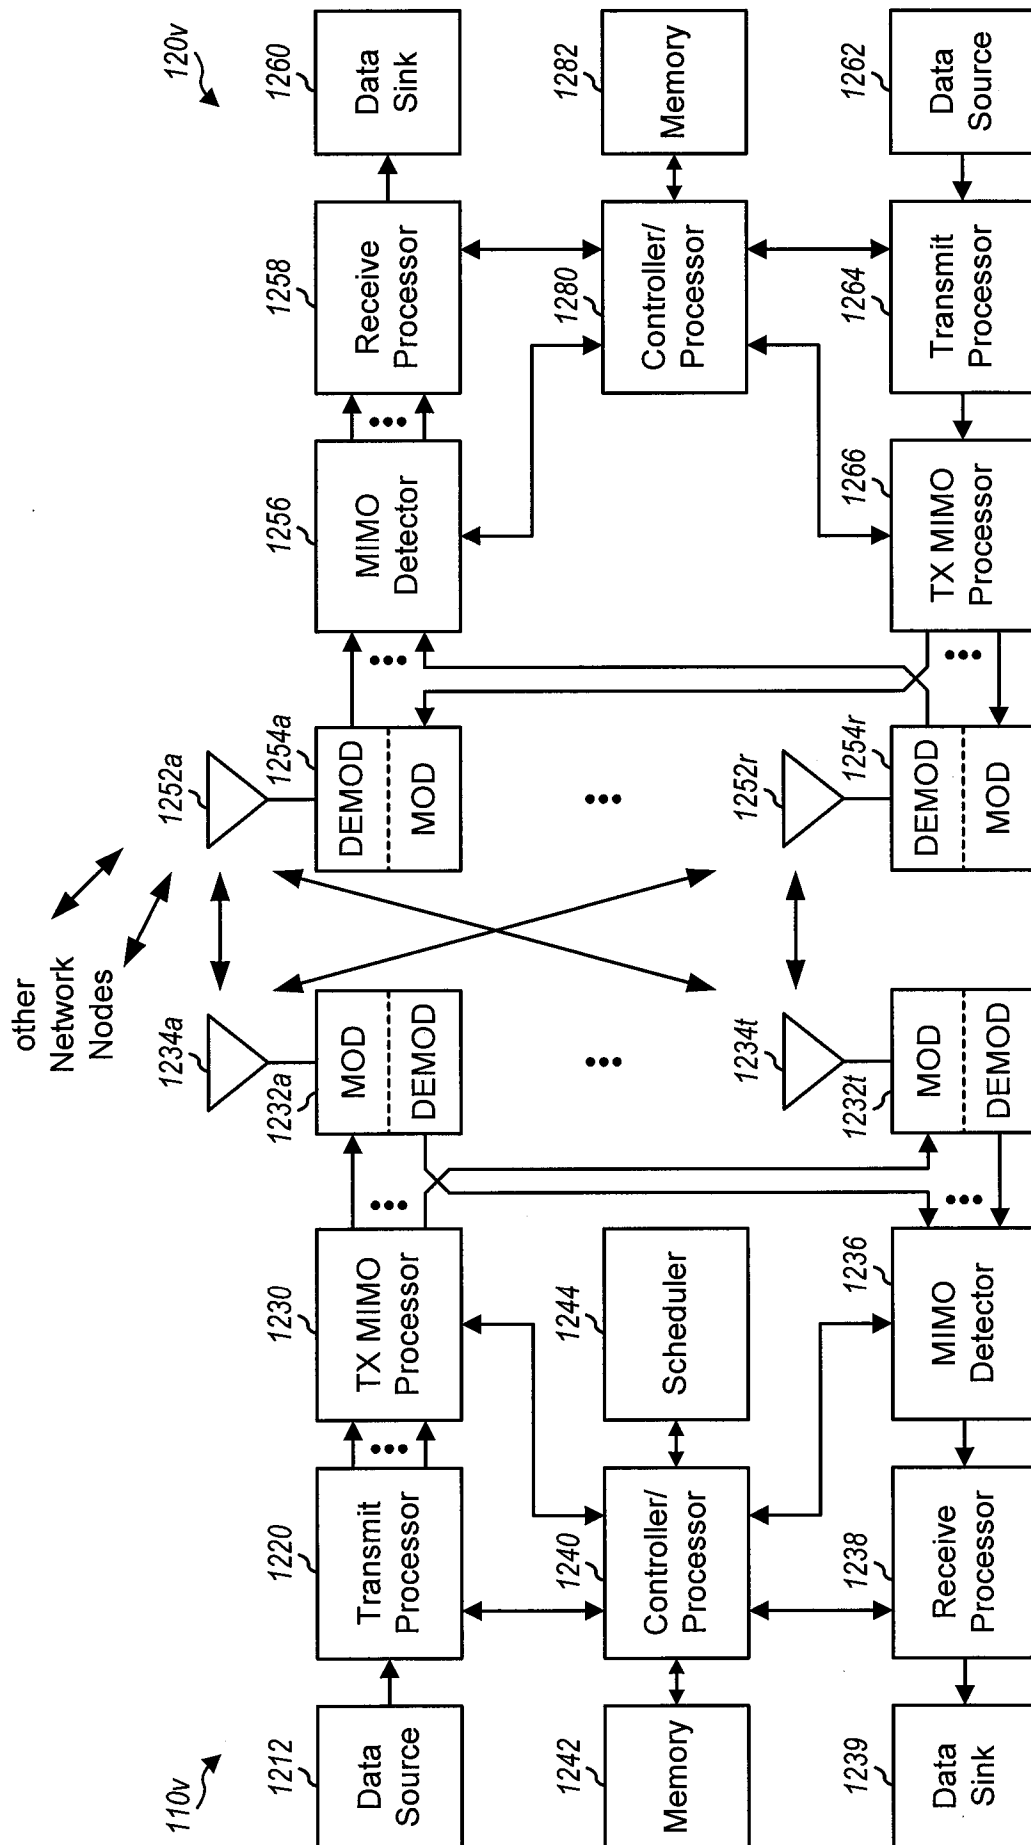 110v
120v
other
Network
Nodes
1212
Data
Source
1220
Transmit
Processor
1230
TX MIMO
Processor
1232a
MOD
DEMOD
1234a
1252a
1254a
DEMOD
MOD
1256
MIMO
Detector
1258
Receive
Processor
1260
Data
Sink
1242
Memory
1240
Controller/
Processor
1244
Scheduler
1280
Controller/
Processor
1282
Memory
1239
Data
Sink
1238
Receive
Processor
1236
MIMO
Detector
1232t
MOD
DEMOD
1234t
1252r
1254r
DEMOD
MOD
1266
TX MIMO
Processor
1264
Transmit
Processor
1262
Data
Source